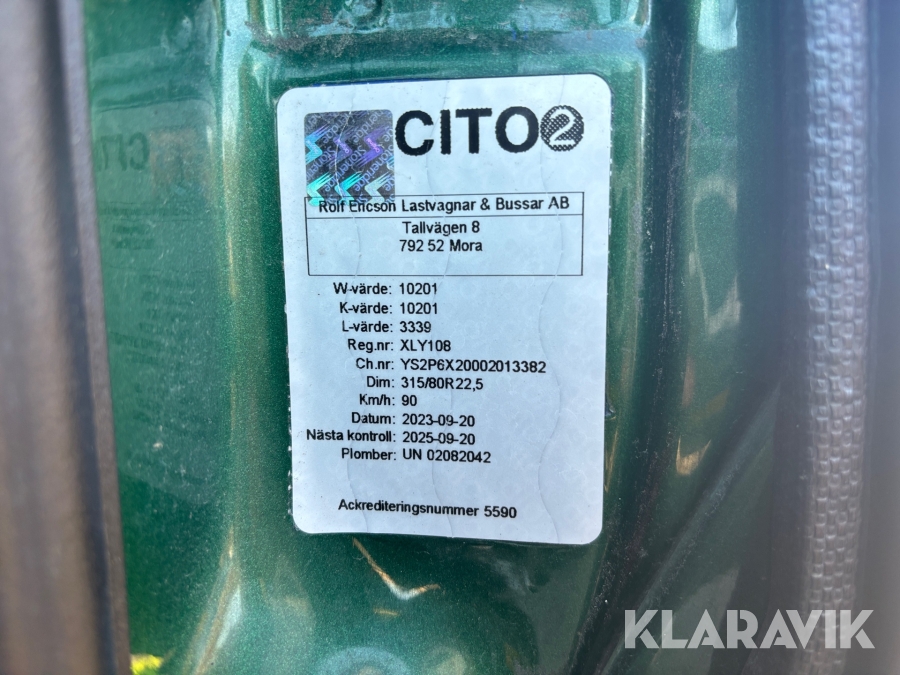 CITO2
Rolf Ericson Lastvagnar & Bussar AB
Tallvägen 8
792 52 Mora
W-värde: 10201
K-värde: 10201
L-värde: 3339
Reg.nr: XLY108
Ch.nr: YS2P6X20002013382
Dim: 315/80R22,5
Km/h: 90
Datum: 2023-09-20
Nästa kontroll: 2025-09-20
Plomber: UN 02082042
Ackrediteringsnummer 5590
KLARAVIK